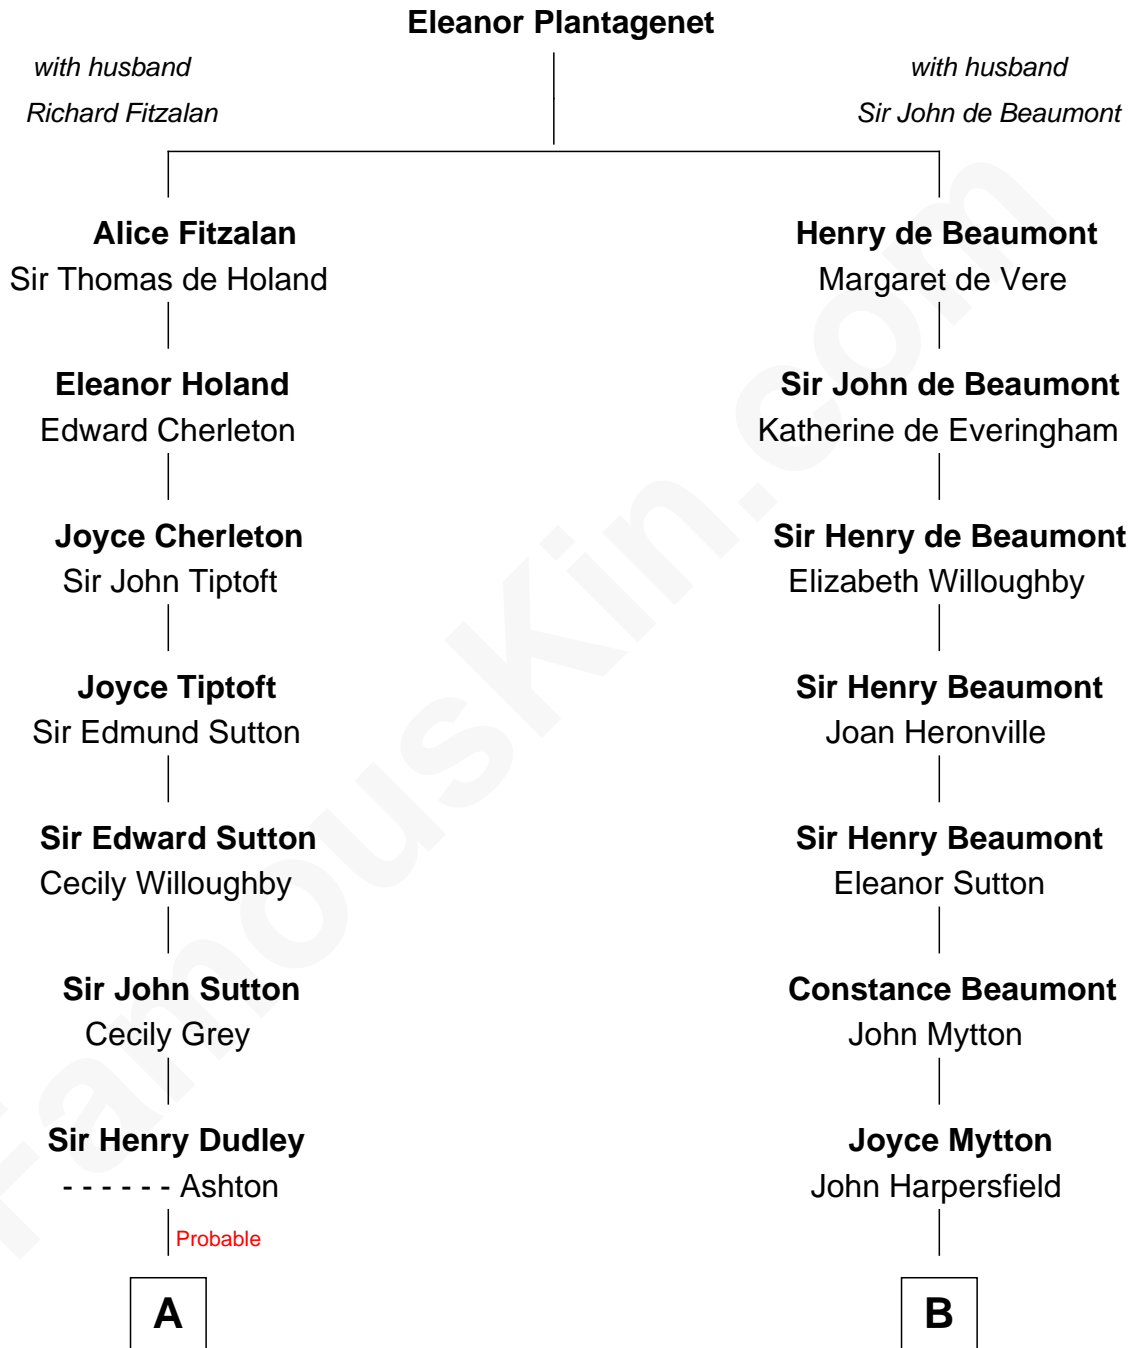 Eleanor Plantagenet
with husband
Richard Fitzalan
with husband
Sir John de Beaumont
Alice Fitzalan
Sir Thomas de Holand
Henry de Beaumont
Margaret de Vere
Eleanor Holand
Edward Cherleton
Sir John de Beaumont
Katherine de Everingham
Joyce Cherleton
Sir John Tiptoft
Sir Henry de Beaumont
Elizabeth Willoughby
Joyce Tiptoft
Sir Edmund Sutton
Sir Henry Beaumont
Joan Heronville
Sir Edward Sutton
Cecily Willoughby
Sir Henry Beaumont
Eleanor Sutton
Sir John Sutton
Cecily Grey
Constance Beaumont
John Mytton
Sir Henry Dudley
- - - - - - Ashton
Probable
Joyce Mytton
John Harpersfield
A
B
FamousKin.com